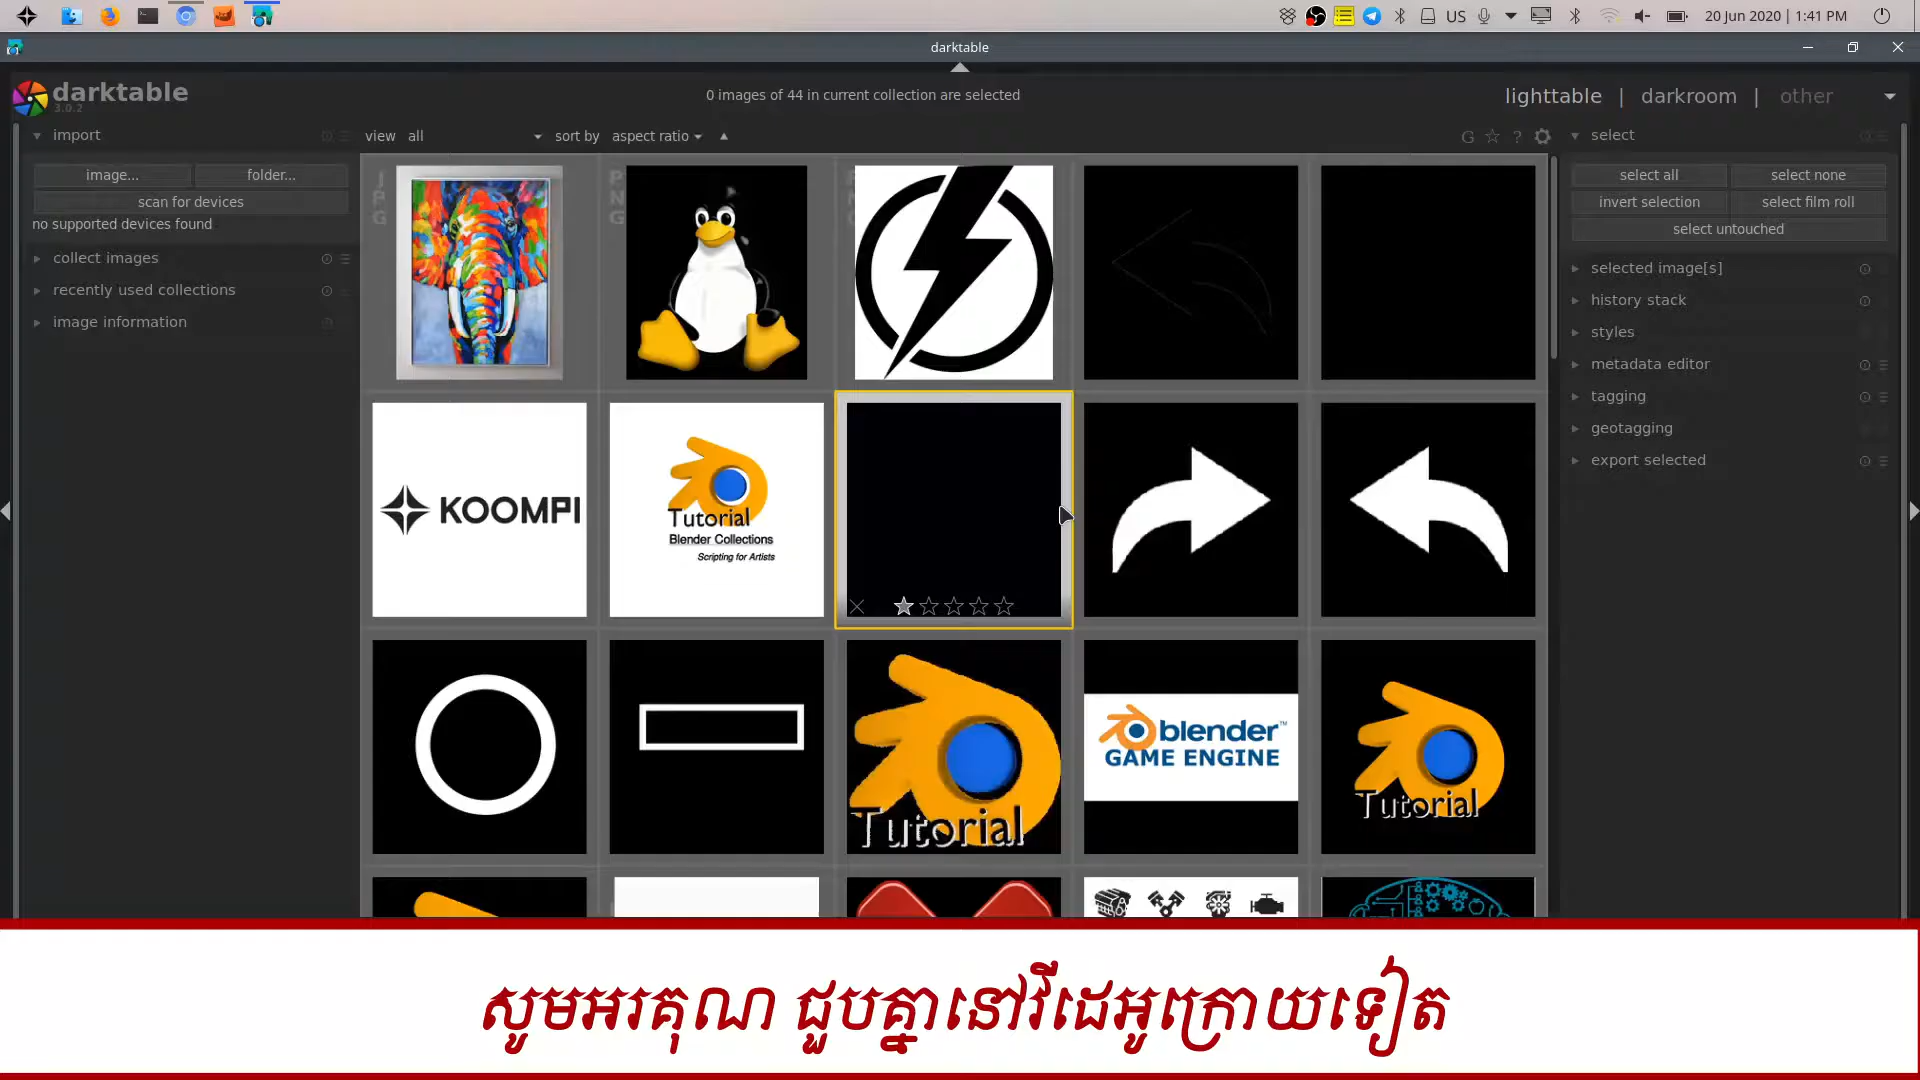 US
20 Jun 2020 | 1:41 PM
darktable
darktable
3.0.2
0 images of 44 in current collection are selected
lighttable | darkroom | other
import
view all
sort by aspect ratio
G ☆ ?
select
image...
folder...
scan for devices
no supported devices found
collect images
recently used collections
image information
select all
select none
invert selection
select film roll
select untouched
selected image[s]
history stack
styles
metadata editor
tagging
geotagging
export selected
JPG
PNG
KOOMPI
Tutorial
Blender Collections
Scripting for Artists
Tutorial
blender™
GAME ENGINE
Tutorial
សូមអរគុណ ជួបគ្នានៅវីដេអូក្រោយទៀត